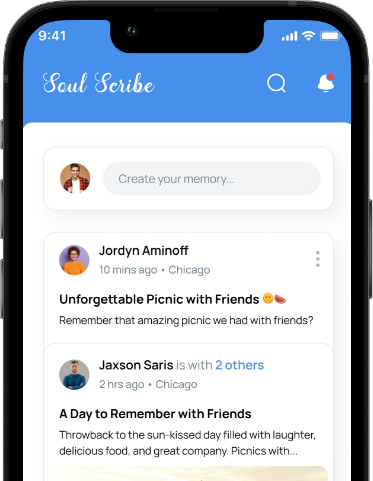 9:41
Soul Scribe
Create your memory...
Jordyn Aminoff
10 mins ago • Chicago
Unforgettable Picnic with Friends 😊🍉
Remember that amazing picnic we had with friends?
Jaxson Saris is with 2 others
2 hrs ago • Chicago
A Day to Remember with Friends
Throwback to the sun-kissed day filled with laughter,
delicious food, and great company. Picnics with...